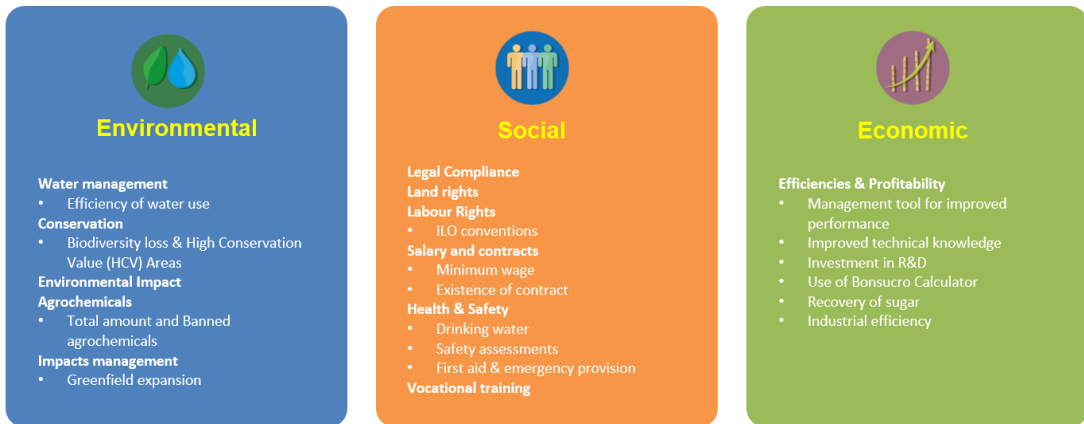 Environmental
Water management
• Efficiency of water use
Conservation
• Biodiversity loss & High Conservation
Value (HCV) Areas
Environmental Impact
Agrochemicals
• Total amount and Banned
agrochemicals
Impacts management
• Greenfield expansion
Social
Legal Compliance
Land rights
Labour Rights
• ILO conventions
Salary and contracts
• Minimum wage
• Existence of contract
Health & Safety
• Drinking water
• Safety assessments
• First aid & emergency provision
Vocational training
Economic
Efficiencies & Profitability
• Management tool for improved
performance
• Improved technical knowledge
• Investment in R&D
• Use of Bonsucro Calculator
• Recovery of sugar
• Industrial efficiency